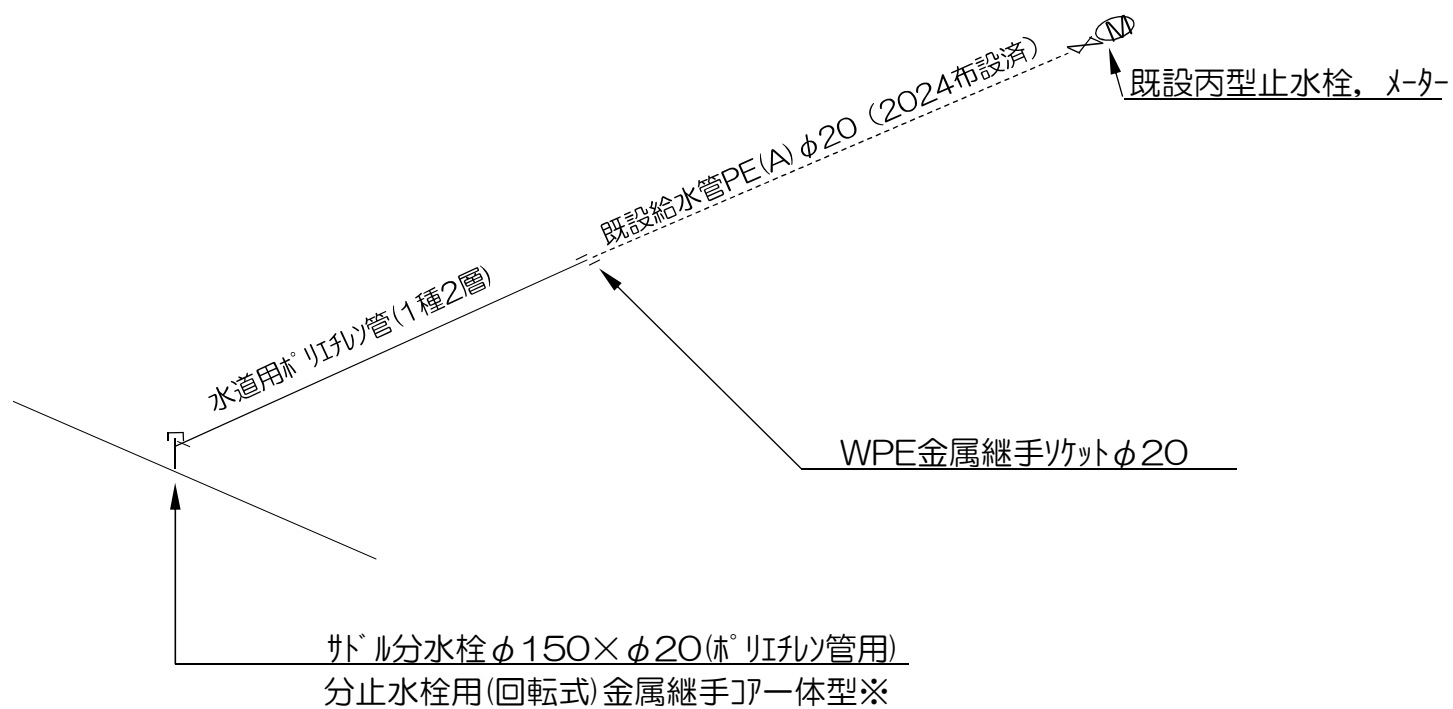 M
既設丙型止水栓，ﾒｰﾀｰ
既設給水管PE(A)φ20（2024布設済）
水道用ﾎﾟﾘｴﾁﾚﾝ管(1種2層)
WPE金属継手ｿｹｯﾄφ20
ｻﾄﾞﾙ分水栓φ150×φ20(ﾎﾟﾘｴﾁﾚﾝ管用)
分止水栓用(回転式)金属継手ｺｱ一体型※